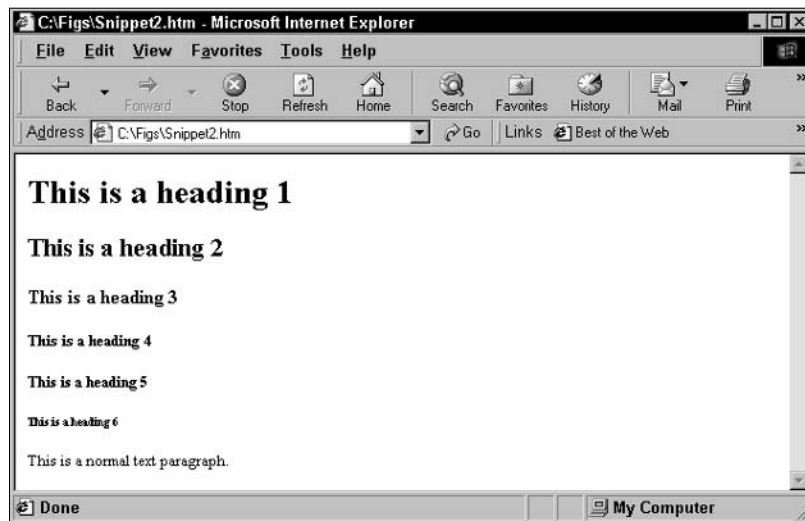 C:\Figs\Snippet2.htm - Microsoft Internet Explorer
File Edit View Favorites Tools Help
Back Forward Stop Refresh Home Search Favorites History Mail Print »
Address C:\Figs\Snippet2.htm Go Links Best of the Web »
This is a heading 1
This is a heading 2
This is a heading 3
This is a heading 4
This is a heading 5
This is a heading 6
This is a normal text paragraph.
Done My Computer